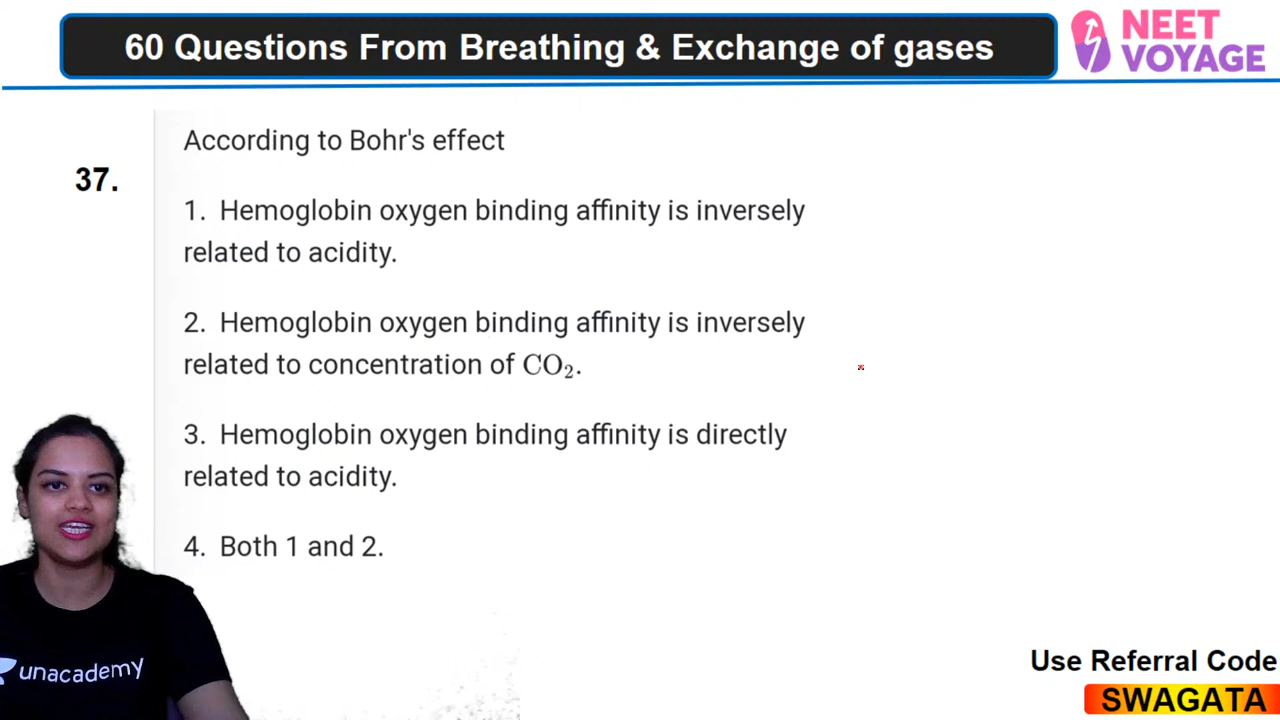 60 Questions From Breathing & Exchange of gases
NEET
VOYAGE
According to Bohr's effect
37.
1. Hemoglobin oxygen binding affinity is inversely
related to acidity.
2. Hemoglobin oxygen binding affinity is inversely
related to concentration of CO₂.
3. Hemoglobin oxygen binding affinity is directly
related to acidity.
4. Both 1 and 2.
unacademy
Use Referral Code
SWAGATA